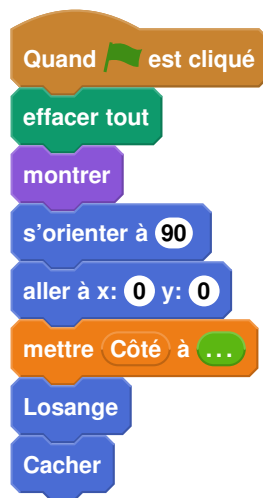 Quand est cliqué
effacer tout
montrer
s'orienter à 90
aller à x: 0 y: 0
mettre Côté à ...
Losange
Cacher